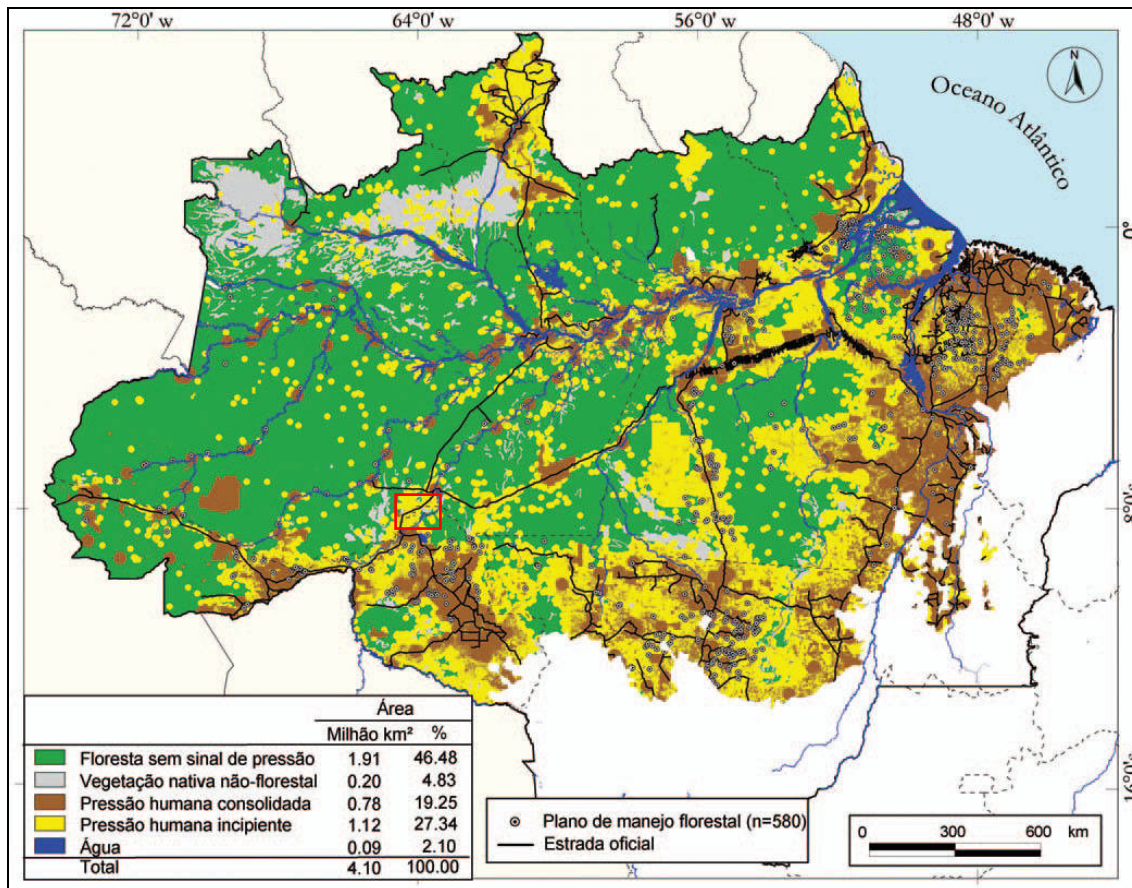 72°0' w 64°0' w 56°0' w 48°0' w
Oceano Atlântico
0°
8°0'
16°0'
Área
Milhão km² %
Floresta sem sinal de pressão 1.91 46.48
Vegetação nativa não-florestal 0.20 4.83
Pressão humana consolidada 0.78 19.25
Pressão humana incipiente 1.12 27.34
Água 0.09 2.10
Total 4.10 100.00
Plano de manejo florestal (n=580)
Estrada oficial
0 300 600 km